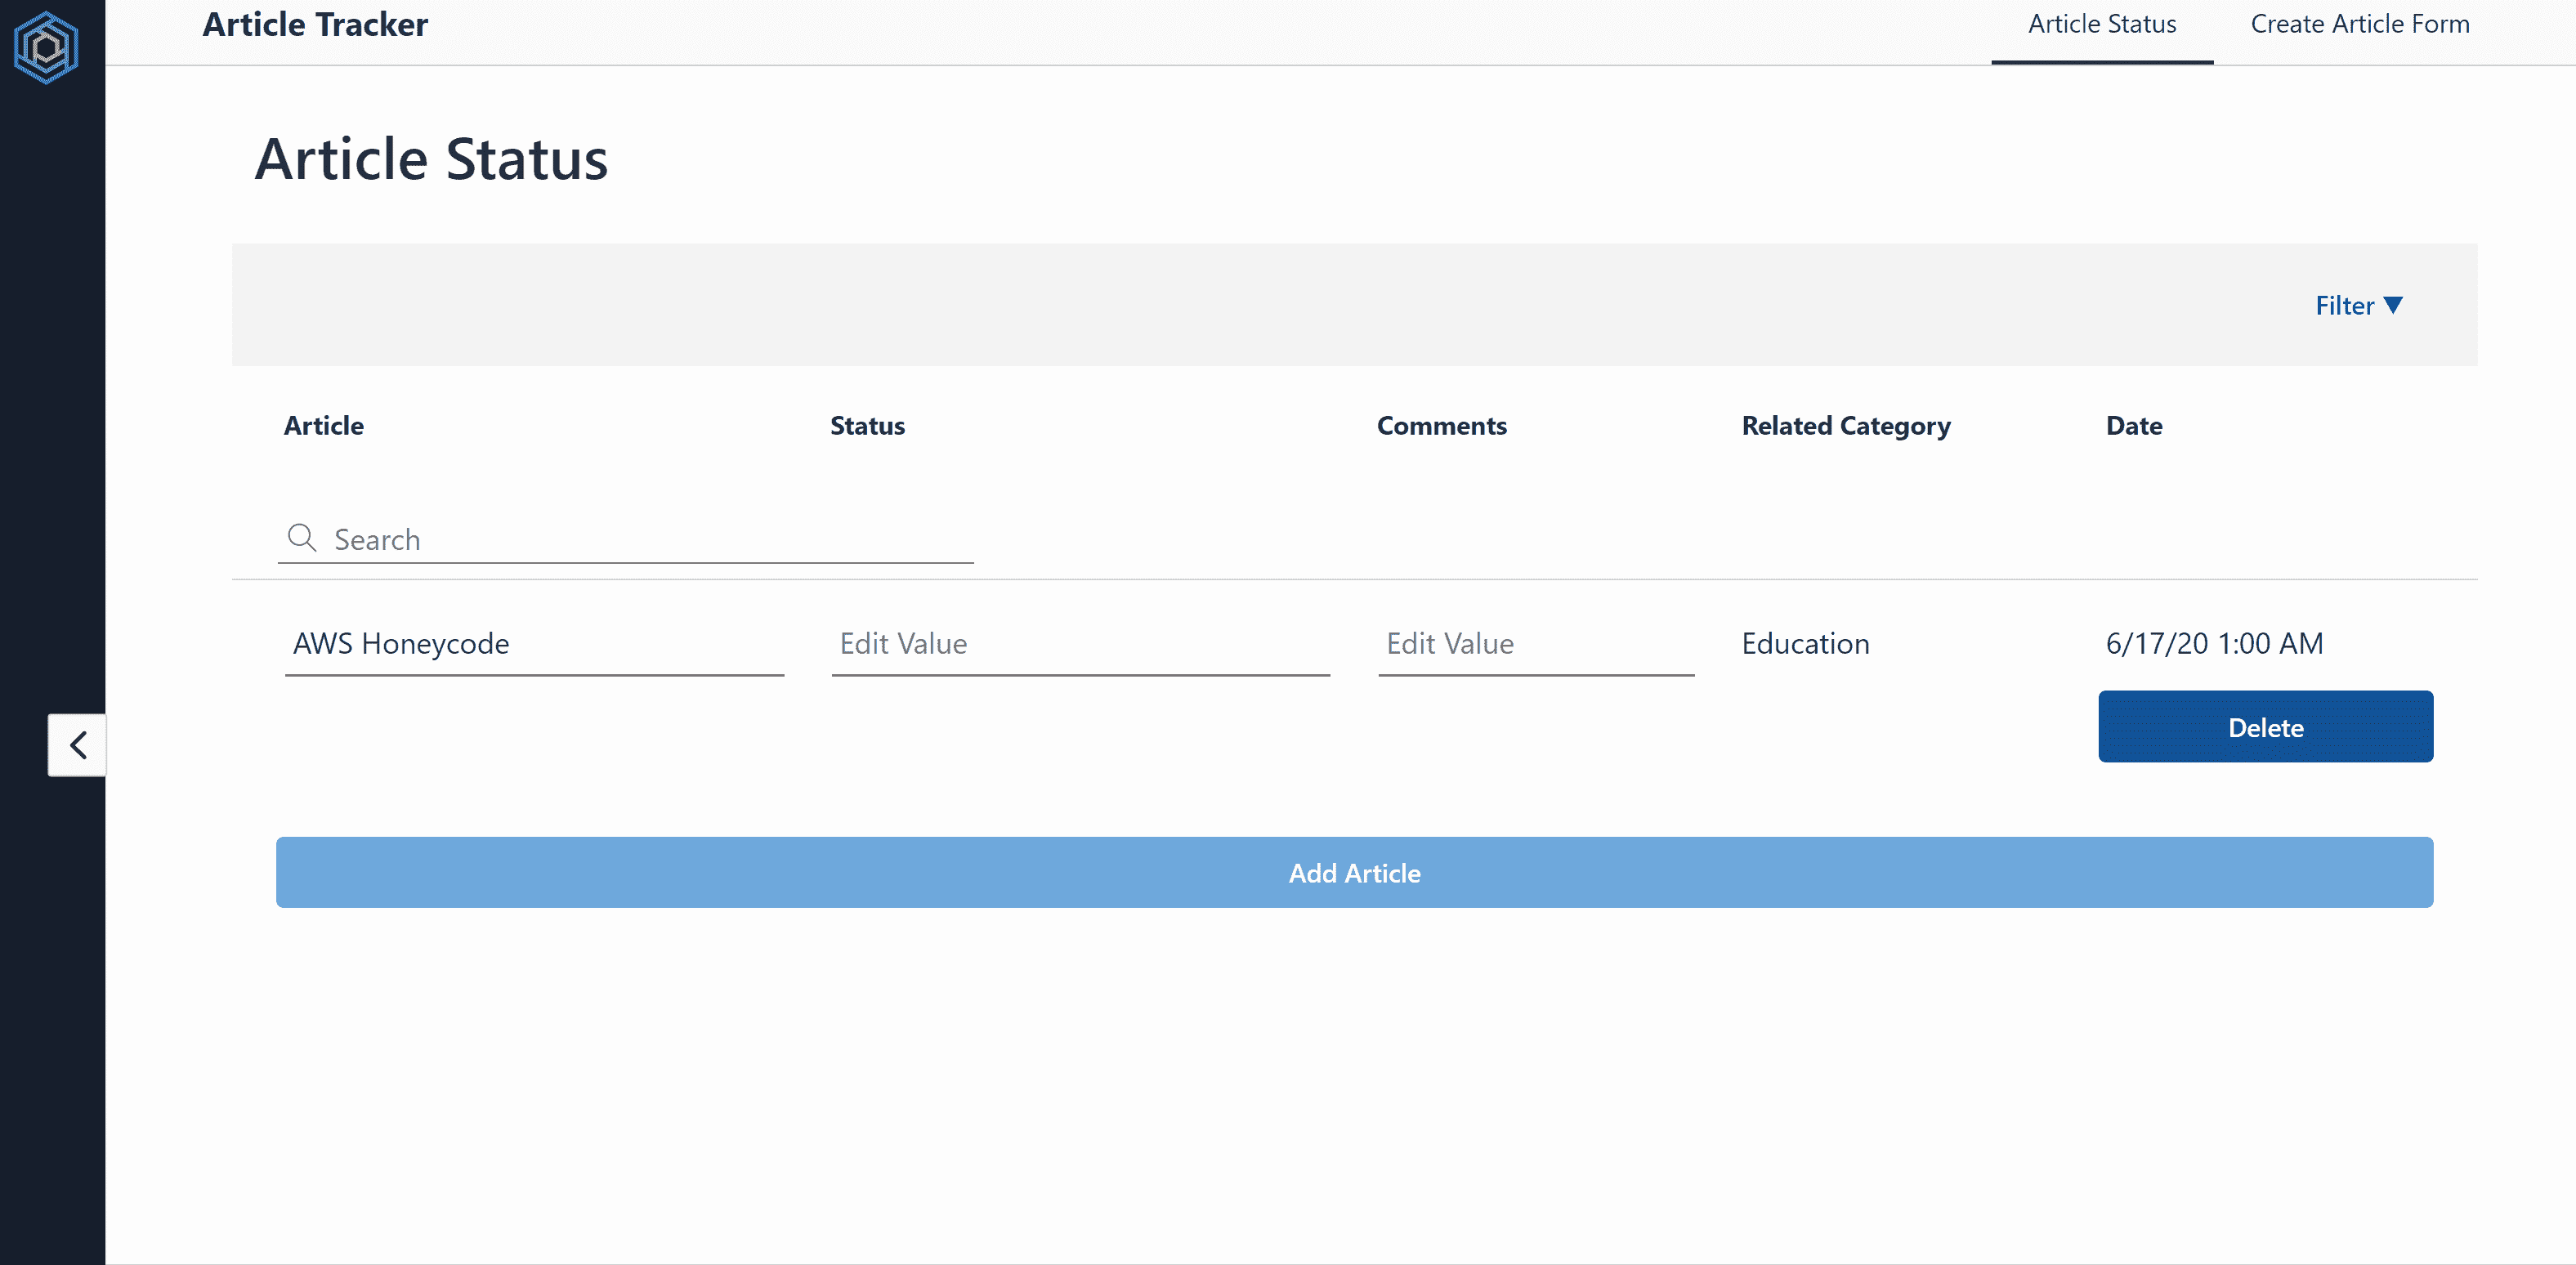 Article Tracker
Article Status
Create Article Form
Article Status
Filter ▼
Article
Status
Comments
Related Category
Date
Search
AWS Honeycode
Edit Value
Edit Value
Education
6/17/20 1:00 AM
Delete
Add Article